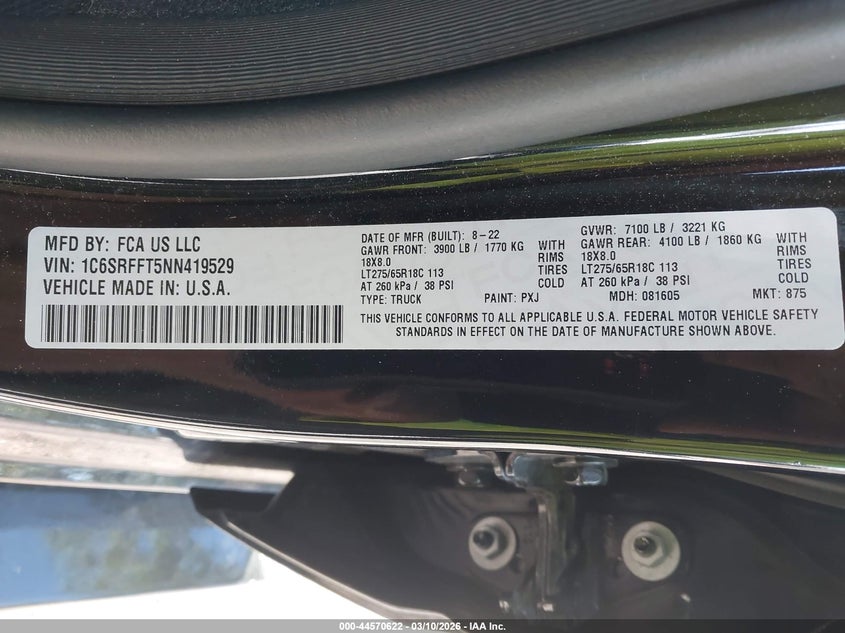 MFD BY: FCA US LLC
VIN: 1C6SRFFT5NN419529
VEHICLE MADE IN: U.S.A.
DATE OF MFR (BUILT): 8-22
GAWR FRONT: 3900 LB / 1770 KG WITH
18X8.0 RIMS
LT275/65R18C 113 TIRES
AT 260 kPa / 38 PSI COLD
TYPE: TRUCK PAINT: PXJ
GVWR: 7100 LB / 3221 KG
GAWR REAR: 4100 LB / 1860 KG WITH
18X8.0 RIMS
LT275/65R18C 113 TIRES
AT 260 kPa / 38 PSI COLD
MDH: 081605 MKT: 875
THIS VEHICLE CONFORMS TO ALL APPLICABLE U.S.A. FEDERAL MOTOR VEHICLE SAFETY
STANDARDS IN EFFECT ON THE DATE OF MANUFACTURE SHOWN ABOVE.
000-44570622 - 03/10/2026 - IAA Inc.